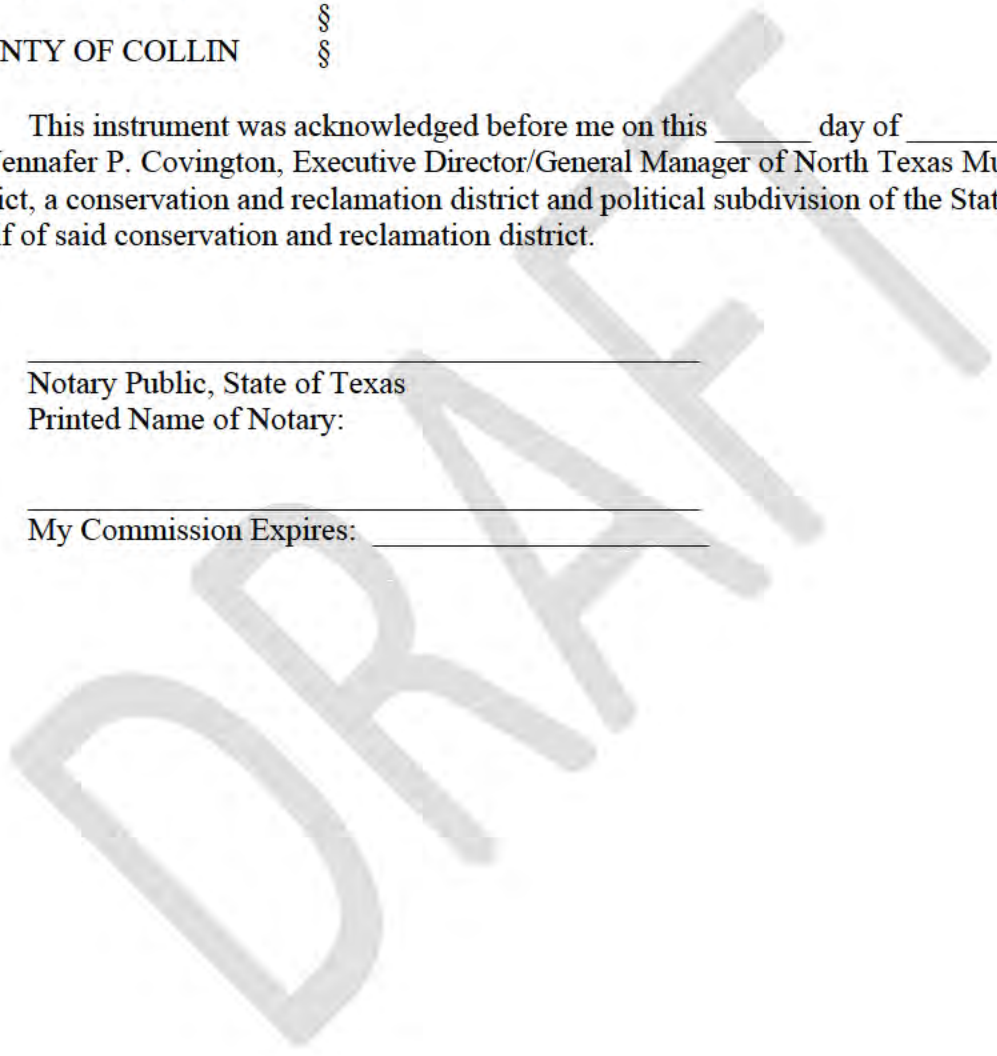 §
NTY OF COLLIN §
This instrument was acknowledged before me on this ______ day of ______
ennafer P. Covington, Executive Director/General Manager of North Texas Mu
ict, a conservation and reclamation district and political subdivision of the Stat
f of said conservation and reclamation district.
Notary Public, State of Texas
Printed Name of Notary:
My Commission Expires: ____________________
DRAFT